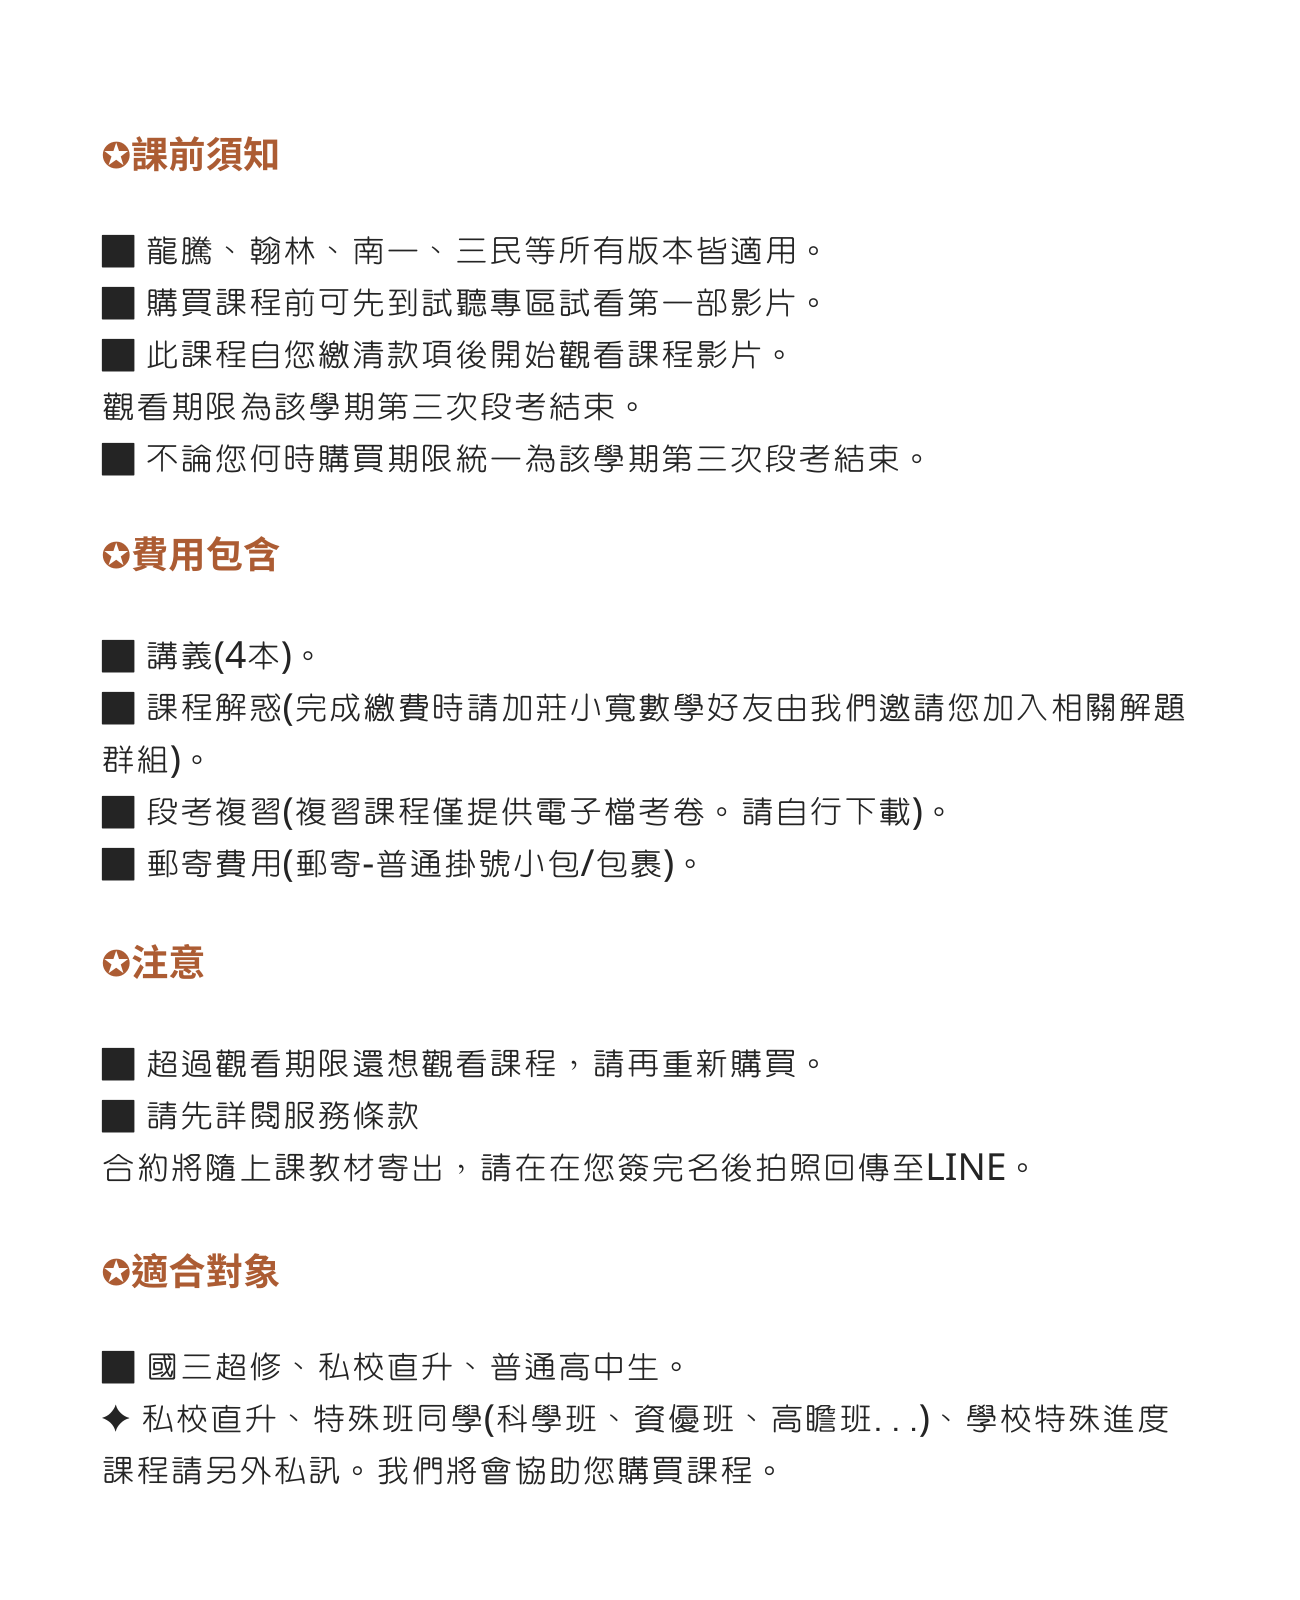 ✪課前須知
■ 龍騰、翰林、南一、三民等所有版本皆適用。
■ 購買課程前可先到試聽專區試看第一部影片。
■ 此課程自您繳清款項後開始觀看課程影片。
觀看期限為該學期第三次段考結束。
■ 不論您何時購買期限統一為該學期第三次段考結束。
✪費用包含
■ 講義(4本)。
■ 課程解惑(完成繳費時請加莊小寬數學好友由我們邀請您加入相關解題
群組)。
■ 段考複習(複習課程僅提供電子檔考卷。請自行下載)。
■ 郵寄費用(郵寄-普通掛號小包/包裹)。
✪注意
■ 超過觀看期限還想觀看課程，請再重新購買。
■ 請先詳閱服務條款
合約將隨上課教材寄出，請在在您簽完名後拍照回傳至LINE。
✪適合對象
■ 國三超修、私校直升、普通高中生。
✦ 私校直升、特殊班同學(科學班、資優班、高瞻班...)、學校特殊進度
課程請另外私訊。我們將會協助您購買課程。